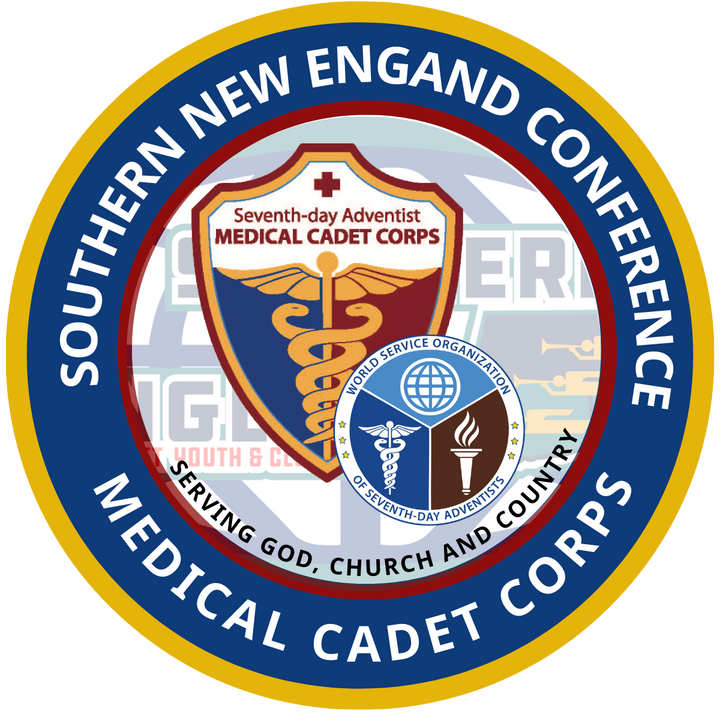 SOUTHERN NEW ENGAND CONFERENCE
Seventh-day Adventist
MEDICAL CADET CORPS
WORLD SERVICE ORGANIZATION
OF SEVENTH-DAY ADVENTISTS
YOUTH &
SERVING GOD, CHURCH AND COUNTRY
MEDICAL CADET CORPS